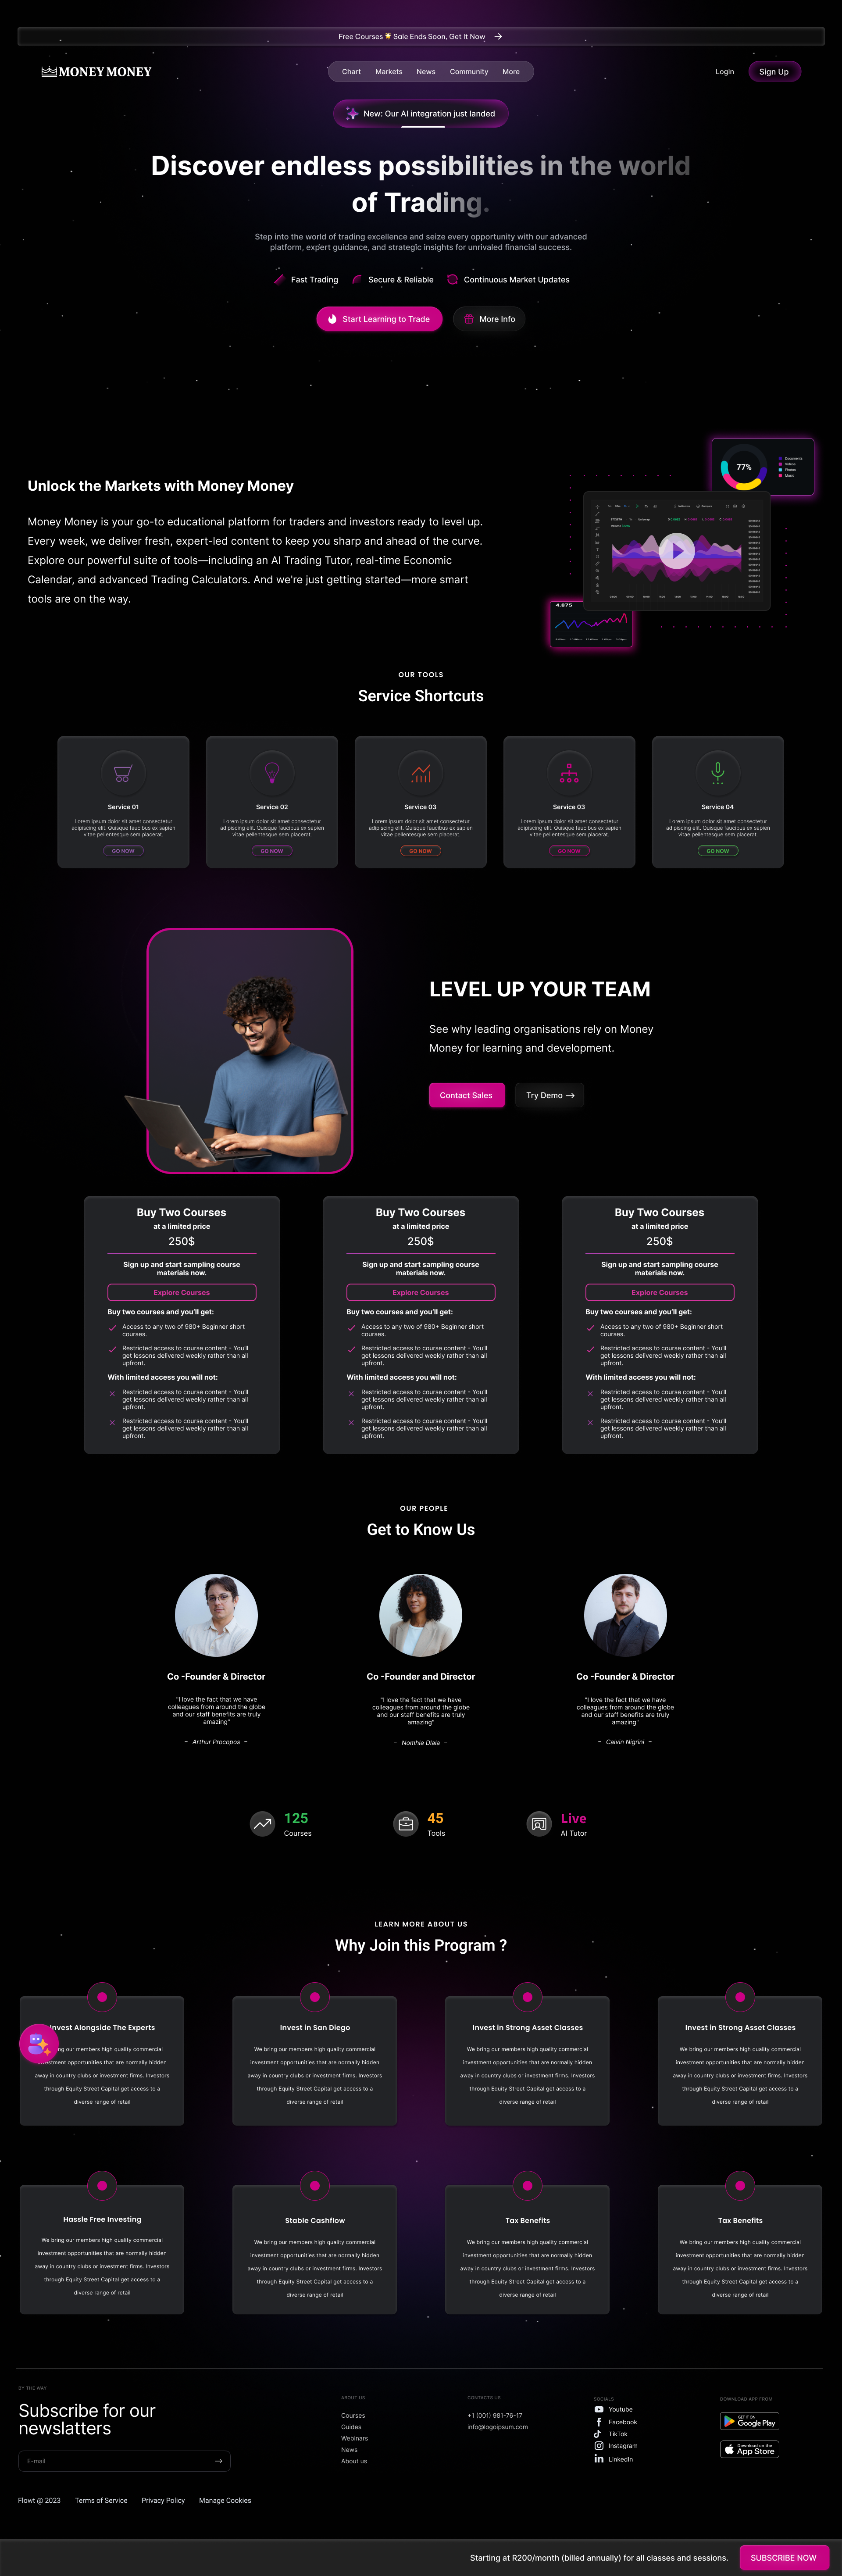 Free Courses 🌟 Sale Ends Soon, Get It Now
MONEY MONEY
Chart Markets News Community More
Login
Sign Up
New: Our AI integration just landed
Discover endless possibilities in the world
of Trading.
Step into the world of trading excellence and seize every opportunity with our advanced
platform, expert guidance, and strategic insights for unrivaled financial success.
Fast Trading
Secure & Reliable
Continuous Market Updates
Start Learning to Trade
More Info
Unlock the Markets with Money Money
Money Money is your go-to educational platform for traders and investors ready to level up.
Every week, we deliver fresh, expert-led content to keep you sharp and ahead of the curve.
Explore our powerful suite of tools—including an AI Trading Tutor, real-time Economic
Calendar, and advanced Trading Calculators. And we're just getting started—more smart
tools are on the way.
77%
Documents
Videos
Photos
Music
4.875
OUR TOOLS
Service Shortcuts
Service 01
Lorem ipsum dolor sit amet consectetur
adipiscing elit. Quisque faucibus ex sapien
vitae pellentesque sem placerat.
GO NOW
Service 02
Lorem ipsum dolor sit amet consectetur
adipiscing elit. Quisque faucibus ex sapien
vitae pellentesque sem placerat.
GO NOW
Service 03
Lorem ipsum dolor sit amet consectetur
adipiscing elit. Quisque faucibus ex sapien
vitae pellentesque sem placerat.
GO NOW
Service 03
Lorem ipsum dolor sit amet consectetur
adipiscing elit. Quisque faucibus ex sapien
vitae pellentesque sem placerat.
GO NOW
Service 04
Lorem ipsum dolor sit amet consectetur
adipiscing elit. Quisque faucibus ex sapien
vitae pellentesque sem placerat.
GO NOW
LEVEL UP YOUR TEAM
See why leading organisations rely on Money
Money for learning and development.
Contact Sales
Try Demo
Buy Two Courses
at a limited price
250$
Sign up and start sampling course
materials now.
Explore Courses
Buy two courses and you'll get:
Access to any two of 980+ Beginner short
courses.
Restricted access to course content - You'll
get lessons delivered weekly rather than all
upfront.
With limited access you will not:
Restricted access to course content - You'll
get lessons delivered weekly rather than all
upfront.
Restricted access to course content - You'll
get lessons delivered weekly rather than all
upfront.
Buy Two Courses
at a limited price
250$
Sign up and start sampling course
materials now.
Explore Courses
Buy two courses and you'll get:
Access to any two of 980+ Beginner short
courses.
Restricted access to course content - You'll
get lessons delivered weekly rather than all
upfront.
With limited access you will not:
Restricted access to course content - You'll
get lessons delivered weekly rather than all
upfront.
Restricted access to course content - You'll
get lessons delivered weekly rather than all
upfront.
Buy Two Courses
at a limited price
250$
Sign up and start sampling course
materials now.
Explore Courses
Buy two courses and you'll get:
Access to any two of 980+ Beginner short
courses.
Restricted access to course content - You'll
get lessons delivered weekly rather than all
upfront.
With limited access you will not:
Restricted access to course content - You'll
get lessons delivered weekly rather than all
upfront.
Restricted access to course content - You'll
get lessons delivered weekly rather than all
upfront.
OUR PEOPLE
Get to Know Us
Co -Founder & Director
"I love the fact that we have
colleagues from around the globe
and our staff benefits are truly
amazing"
– Arthur Procopos –
Co -Founder and Director
"I love the fact that we have
colleagues from around the globe
and our staff benefits are truly
amazing"
– Nomhle Dlala –
Co -Founder & Director
"I love the fact that we have
colleagues from around the globe
and our staff benefits are truly
amazing"
– Calvin Nigrini –
125
Courses
45
Tools
Live
AI Tutor
LEARN MORE ABOUT US
Why Join this Program ?
Invest Alongside The Experts
ng our members high quality commercial
stment opportunities that are normally hidden
away in country clubs or investment firms. Investors
through Equity Street Capital get access to a
diverse range of retail
Invest in San Diego
We bring our members high quality commercial
investment opportunities that are normally hidden
away in country clubs or investment firms. Investors
through Equity Street Capital get access to a
diverse range of retail
Invest in Strong Asset Classes
We bring our members high quality commercial
investment opportunities that are normally hidden
away in country clubs or investment firms. Investors
through Equity Street Capital get access to a
diverse range of retail
Invest in Strong Asset Classes
We bring our members high quality commercial
investment opportunities that are normally hidden
away in country clubs or investment firms. Investors
through Equity Street Capital get access to a
diverse range of retail
Hassle Free Investing
We bring our members high quality commercial
investment opportunities that are normally hidden
away in country clubs or investment firms. Investors
through Equity Street Capital get access to a
diverse range of retail
Stable Cashflow
We bring our members high quality commercial
investment opportunities that are normally hidden
away in country clubs or investment firms. Investors
through Equity Street Capital get access to a
diverse range of retail
Tax Benefits
We bring our members high quality commercial
investment opportunities that are normally hidden
away in country clubs or investment firms. Investors
through Equity Street Capital get access to a
diverse range of retail
Tax Benefits
We bring our members high quality commercial
investment opportunities that are normally hidden
away in country clubs or investment firms. Investors
through Equity Street Capital get access to a
diverse range of retail
BY THE WAY
Subscribe for our
newslatters
E-mail
ABOUT US
Courses
Guides
Webinars
News
About us
CONTACTS US
+1 (001) 981-76-17
info@logoipsum.com
SOCIALS
Youtube
Facebook
TikTok
Instagram
LinkedIn
DOWNLOAD APP FROM
GET IT ON
Google Play
Download on the
App Store
Flowt @ 2023
Terms of Service
Privacy Policy
Manage Cookies
Starting at R200/month (billed annually) for all classes and sessions.
SUBSCRIBE NOW